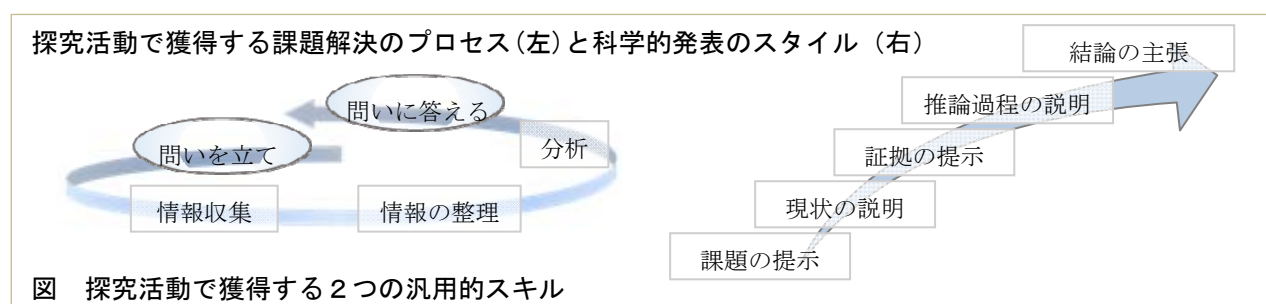 探究活動で獲得する課題解決のプロセス(左)と科学的発表のスタイル（右）
問いに答える
問いを立て
分析
情報収集
情報の整理
結論の主張
推論過程の説明
証拠の提示
現状の説明
課題の提示
図　探究活動で獲得する２つの汎用的スキル